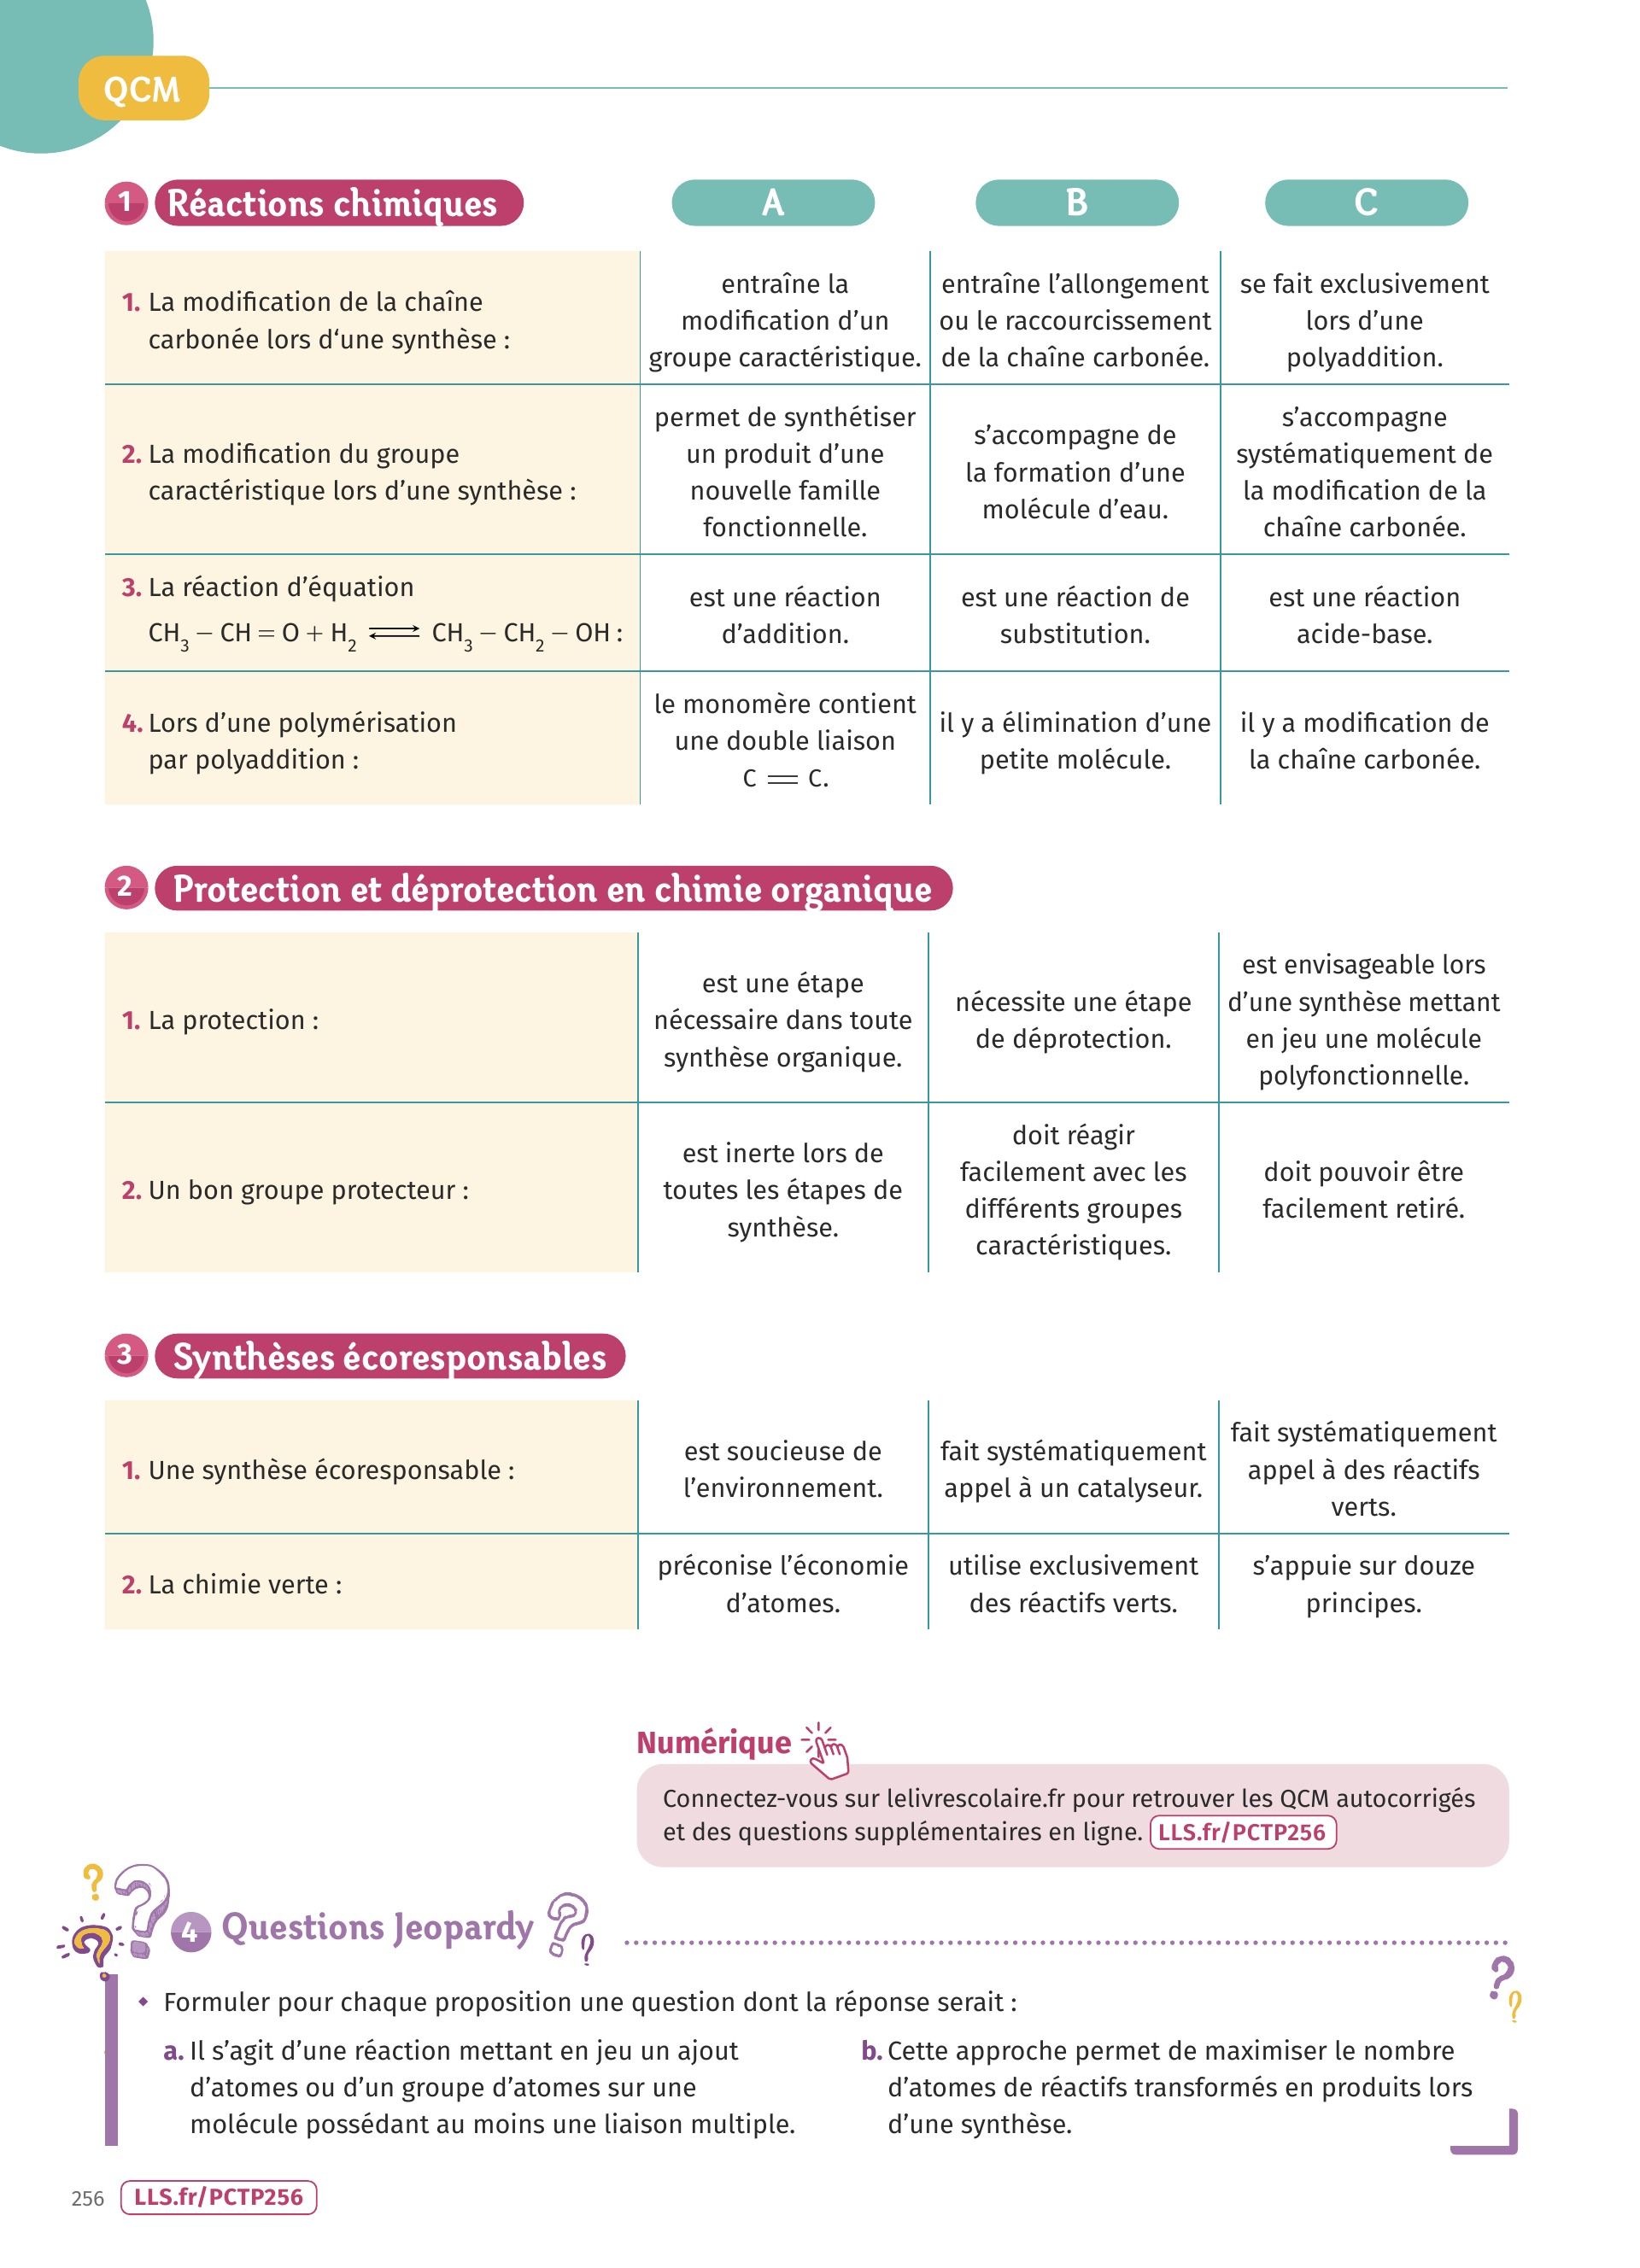 QCM
1 Réactions chimiques
A
B
C
1. La modification de la chaîne
carbonée lors d‘une synthèse :
entraîne la
modification d’un
groupe caractéristique.
entraîne l’allongement
ou le raccourcissement
de la chaîne carbonée.
se fait exclusivement
lors d’une
polyaddition.
2. La modification du groupe
caractéristique lors d’une synthèse :
permet de synthétiser
un produit d’une
nouvelle famille
fonctionnelle.
s’accompagne de
la formation d’une
molécule d’eau.
s’accompagne
systématiquement de
la modification de la
chaîne carbonée.
3. La réaction d’équation
CH₃ – CH = O + H₂ ⇌ CH₃ – CH₂ – OH :
est une réaction
d’addition.
est une réaction de
substitution.
est une réaction
acide-base.
4. Lors d’une polymérisation
par polyaddition :
le monomère contient
une double liaison
C = C.
il y a élimination d’une
petite molécule.
il y a modification de
la chaîne carbonée.
2 Protection et déprotection en chimie organique
1. La protection :
est une étape
nécessaire dans toute
synthèse organique.
nécessite une étape
de déprotection.
est envisageable lors
d’une synthèse mettant
en jeu une molécule
polyfonctionnelle.
2. Un bon groupe protecteur :
est inerte lors de
toutes les étapes de
synthèse.
doit réagir
facilement avec les
différents groupes
caractéristiques.
doit pouvoir être
facilement retiré.
3 Synthèses écoresponsables
1. Une synthèse écoresponsable :
est soucieuse de
l’environnement.
fait systématiquement
appel à un catalyseur.
fait systématiquement
appel à des réactifs
verts.
2. La chimie verte :
préconise l’économie
d’atomes.
utilise exclusivement
des réactifs verts.
s’appuie sur douze
principes.
Numérique
Connectez-vous sur lelivrescolaire.fr pour retrouver les QCM autocorrigés
et des questions supplémentaires en ligne. LLS.fr/PCTP256
4 Questions Jeopardy
◆ Formuler pour chaque proposition une question dont la réponse serait :
a. Il s’agit d’une réaction mettant en jeu un ajout
d’atomes ou d’un groupe d’atomes sur une
molécule possédant au moins une liaison multiple.
b. Cette approche permet de maximiser le nombre
d’atomes de réactifs transformés en produits lors
d’une synthèse.
256 LLS.fr/PCTP256